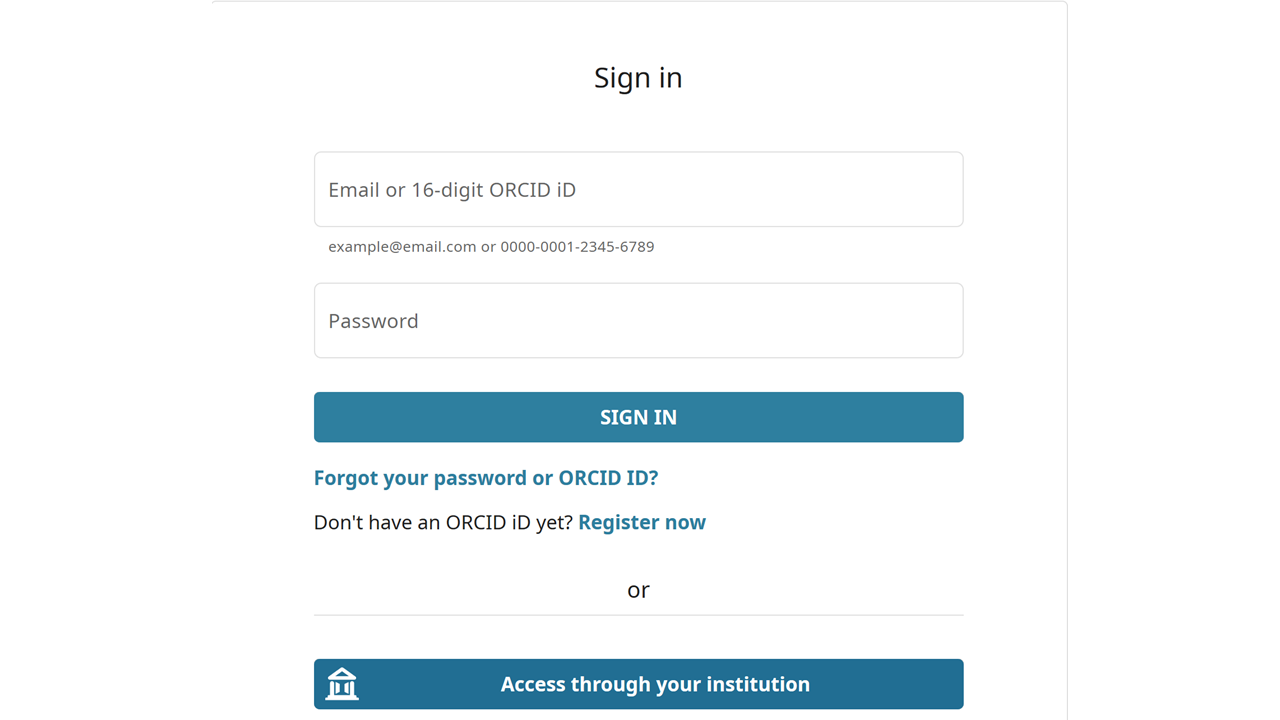 Sign in
Email or 16-digit ORCID iD
example@email.com or 0000-0001-2345-6789
Password
SIGN IN
Forgot your password or ORCID ID?
Don't have an ORCID iD yet? Register now
or
Access through your institution